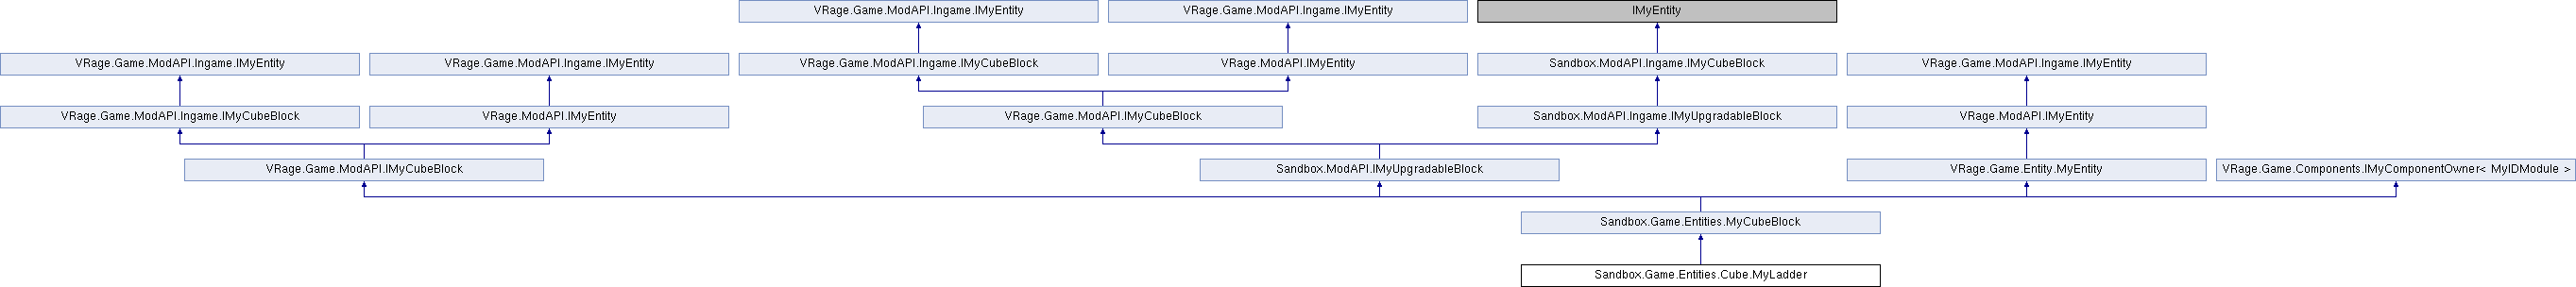 VRage.Game.ModAPI.Ingame.IMyEntity
VRage.Game.ModAPI.Ingame.IMyEntity
IMyEntity
VRage.Game.ModAPI.Ingame.IMyEntity
VRage.Game.ModAPI.Ingame.IMyEntity
VRage.Game.ModAPI.Ingame.IMyCubeBlock
VRage.ModAPI.IMyEntity
Sandbox.ModAPI.Ingame.IMyCubeBlock
VRage.Game.ModAPI.Ingame.IMyEntity
VRage.Game.ModAPI.Ingame.IMyCubeBlock
VRage.ModAPI.IMyEntity
VRage.Game.ModAPI.IMyCubeBlock
Sandbox.ModAPI.Ingame.IMyUpgradableBlock
VRage.ModAPI.IMyEntity
VRage.Game.ModAPI.IMyCubeBlock
Sandbox.ModAPI.IMyUpgradableBlock
VRage.Game.Entity.MyEntity
VRage.Game.Components.IMyComponentOwner< MyIDModule >
Sandbox.Game.Entities.MyCubeBlock
Sandbox.Game.Entities.Cube.MyLadder